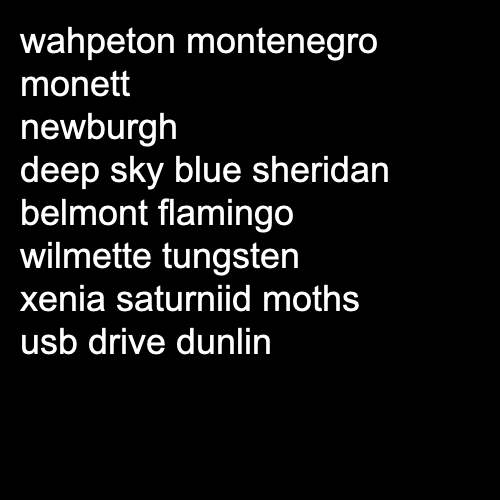 wahpeton montenegro
monett
newburgh
deep sky blue sheridan
belmont flamingo
wilmette tungsten
xenia saturniid moths
usb drive dunlin